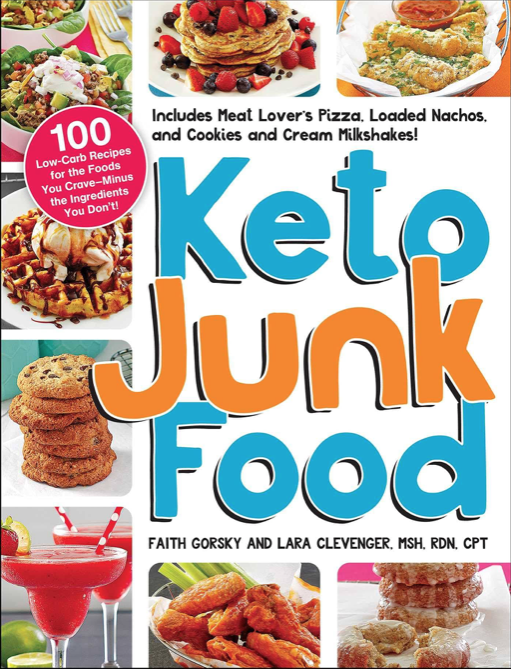 Includes Meat Lover's Pizza, Loaded Nachos,
and Cookies and Cream Milkshakes!
100
Low-Carb Recipes
for the Foods
You Crave—Minus
the Ingredients
You Don't!
Keto
Junk
Food
FAITH GORSKY AND LARA CLEVENGER, MSH, RDN, CPT